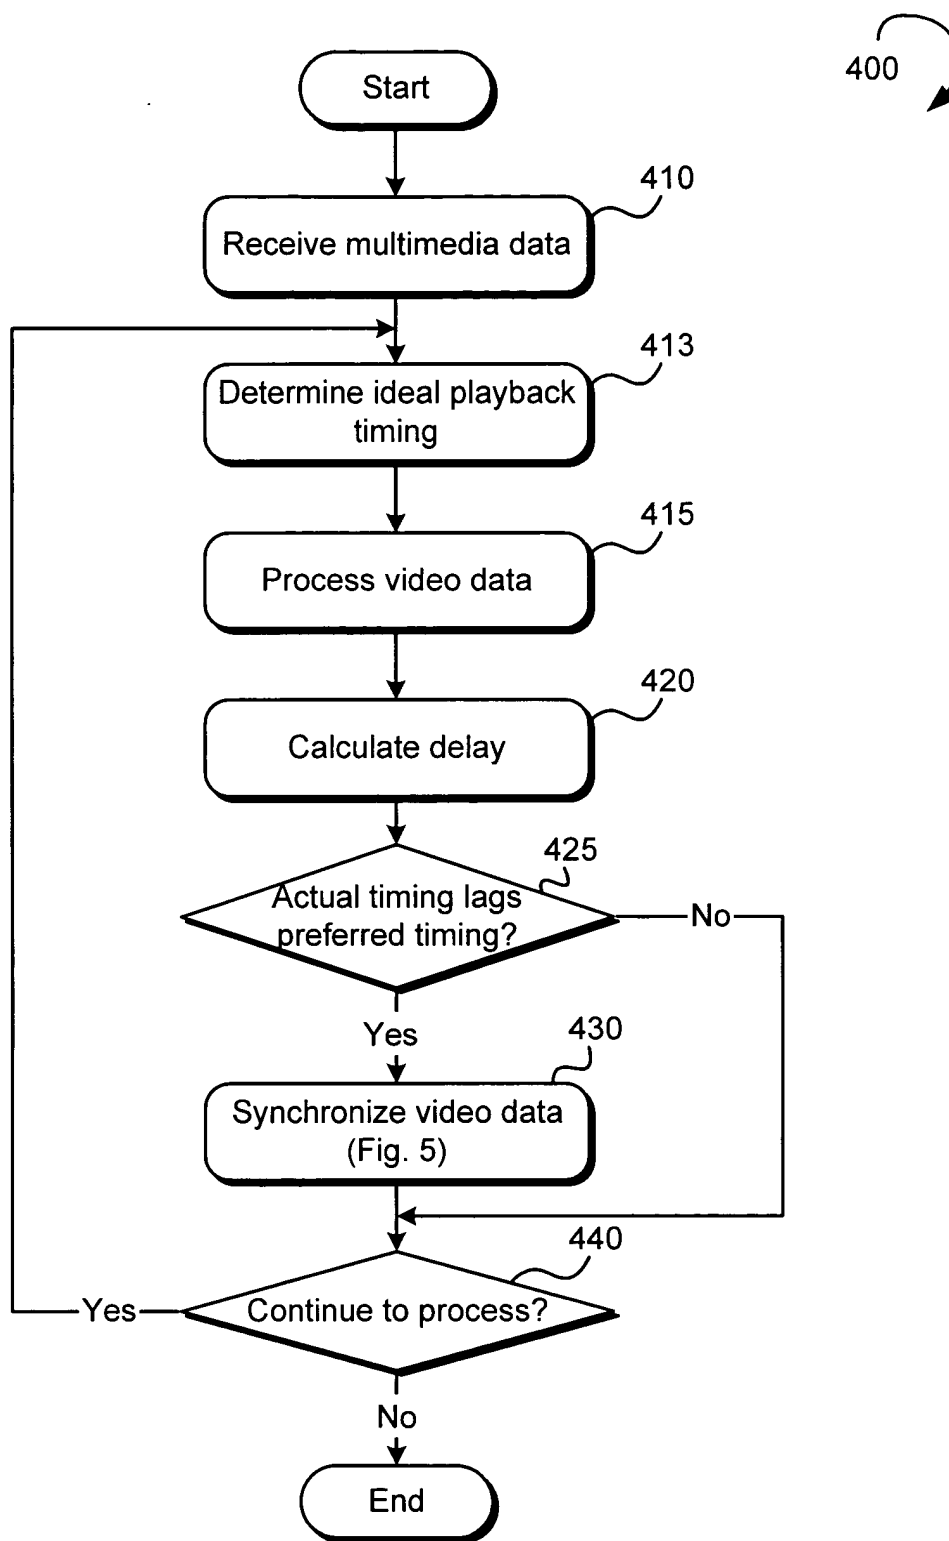 400
Start
410
Receive multimedia data
413
Determine ideal playback
timing
415
Process video data
420
Calculate delay
425
Actual timing lags
preferred timing?
No
Yes
430
Synchronize video data
(Fig. 5)
440
Continue to process?
Yes
No
End